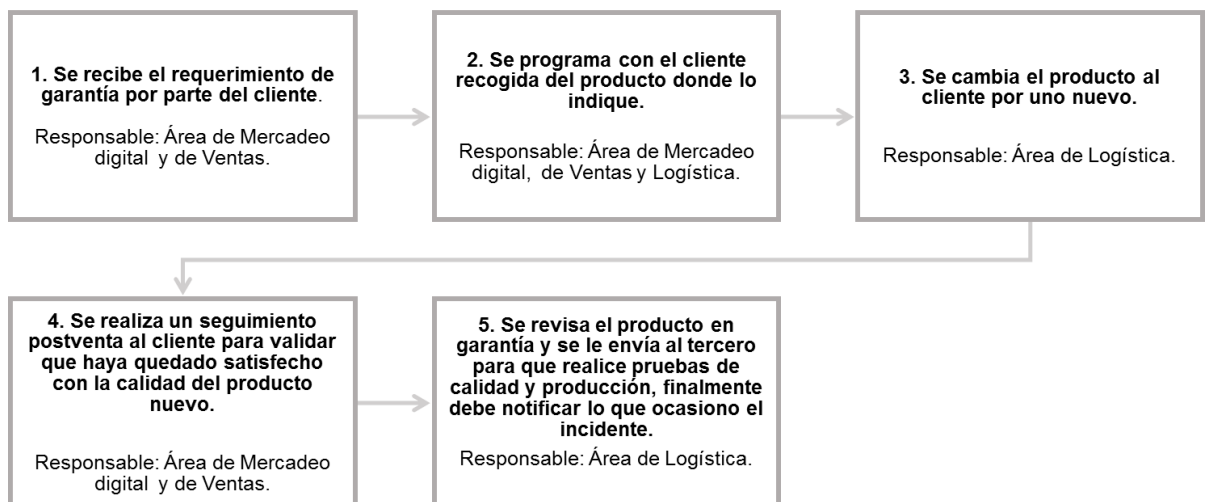 1. Se recibe el requerimiento de
garantía por parte del cliente.
Responsable: Área de Mercadeo
digital y de Ventas.
2. Se programa con el cliente
recogida del producto donde lo
indique.
Responsable: Área de Mercadeo
digital, de Ventas y Logística.
3. Se cambia el producto al
cliente por uno nuevo.
Responsable: Área de Logística.
4. Se realiza un seguimiento
postventa al cliente para validar
que haya quedado satisfecho
con la calidad del producto
nuevo.
Responsable: Área de Mercadeo
digital y de Ventas.
5. Se revisa el producto en
garantía y se le envía al tercero
para que realice pruebas de
calidad y producción, finalmente
debe notificar lo que ocasiono el
incidente.
Responsable: Área de Logística.